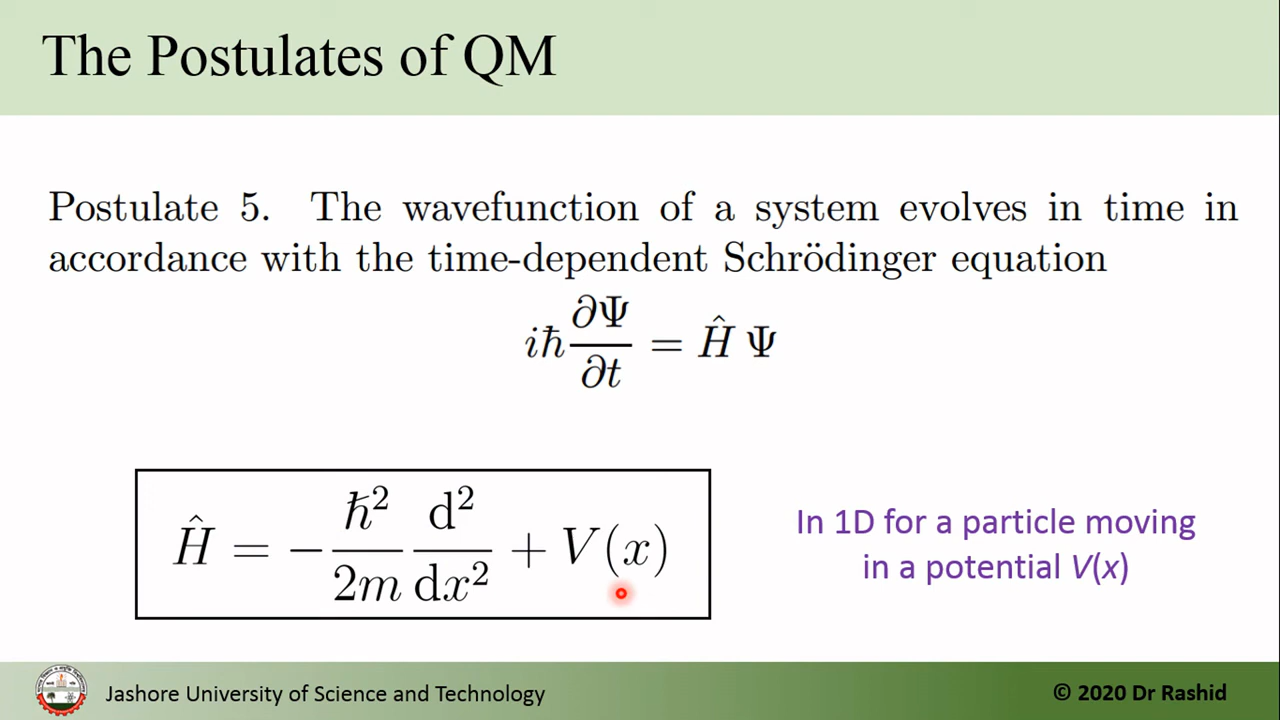 The Postulates of QM
Postulate 5. The wavefunction of a system evolves in time in
accordance with the time-dependent Schrödinger equation
iℏ ∂Ψ/∂t = Ĥ Ψ
Ĥ = −ℏ²/2m d²/dx² + V(x)
In 1D for a particle moving
in a potential V(x)
Jashore University of Science and Technology
© 2020 Dr Rashid